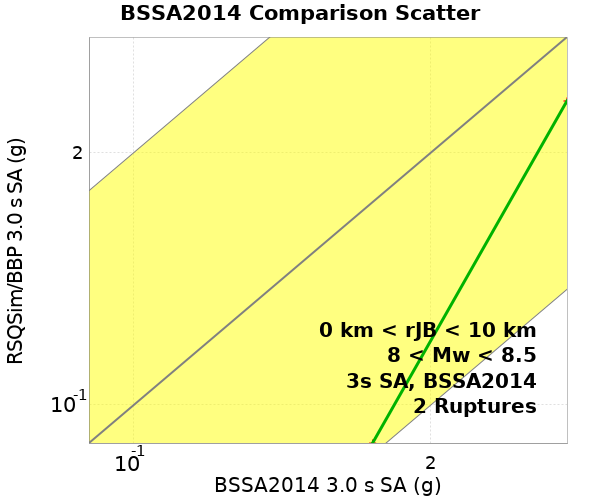 BSSA2014 Comparison Scatter
RSQSim/BBP 3.0 s SA (g)
2
10-1
0 km < rJB < 10 km
8 < Mw < 8.5
3s SA, BSSA2014
2 Ruptures
10-1
2
BSSA2014 3.0 s SA (g)